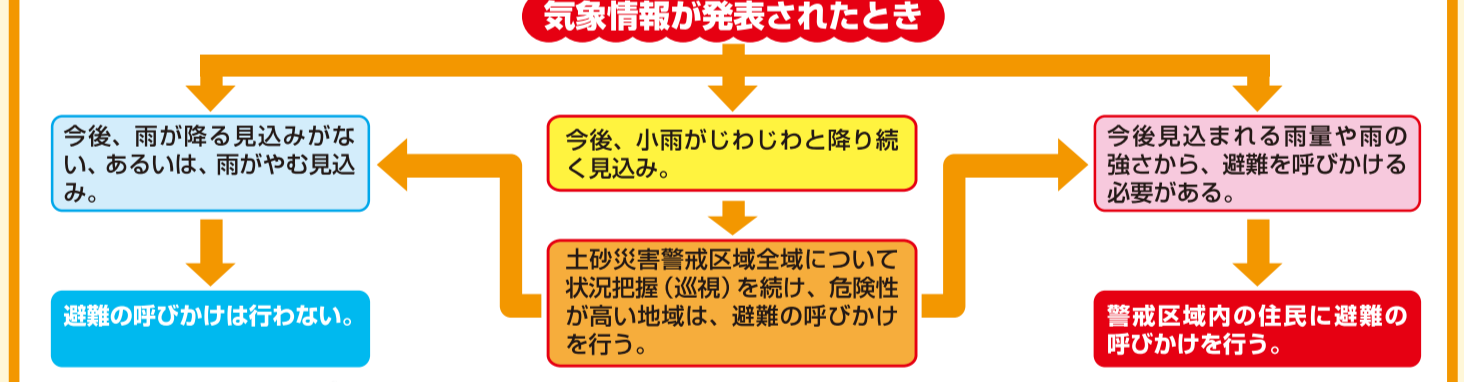 気象情報が発表されたとき
今後、雨が降る見込みがな
い、あるいは、雨がやむ見込
み。
今後、小雨がじわじわと降り続
く見込み。
今後見込まれる雨量や雨の
強さから、避難を呼びかける
必要がある。
避難の呼びかけは行わない。
土砂災害警戒区域全域について
状況把握（巡視）を続け、危険性
が高い地域は、避難の呼びかけ
を行う。
警戒区域内の住民に避難の
呼びかけを行う。